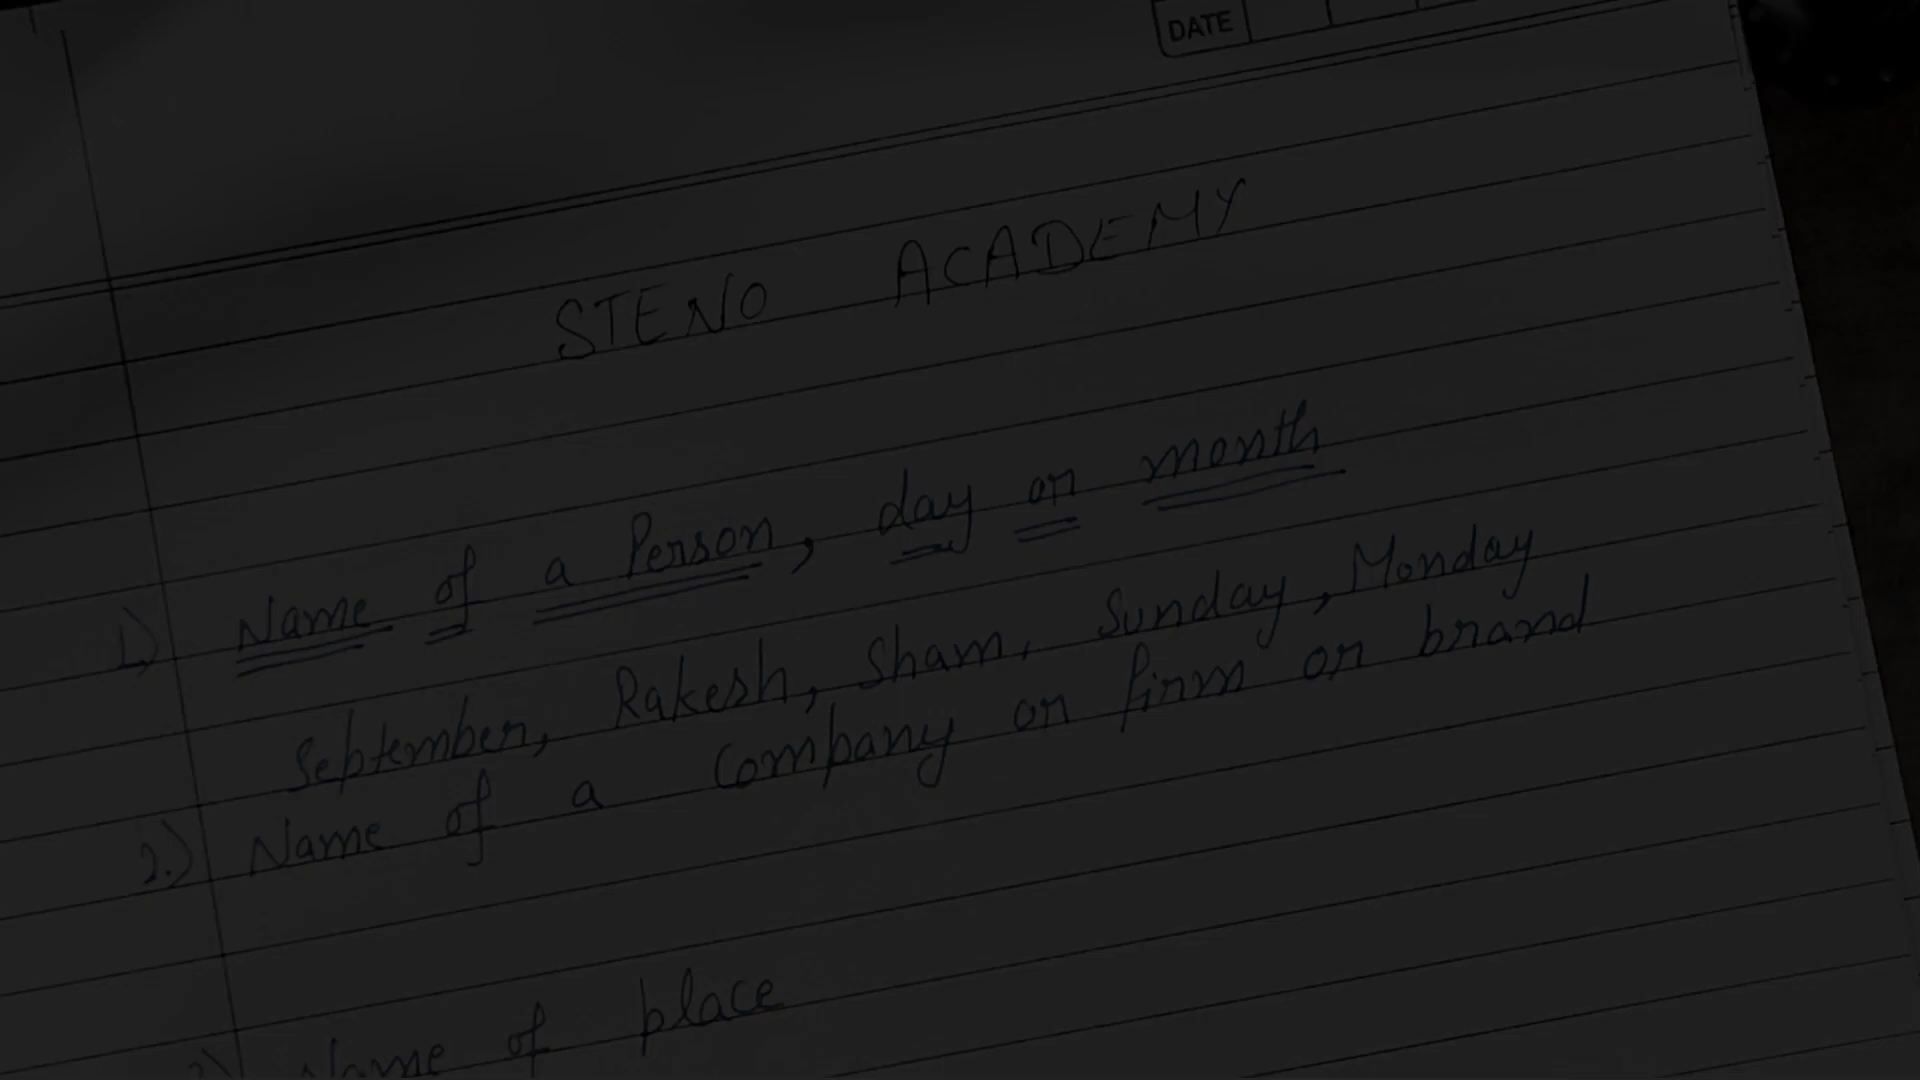 DATE
STENO ACADEMY
1.) Name of a Person, day or month
September, Rakesh, Sham, Sunday, Monday
2.) Name of a Company or firm or brand
3) Name of place